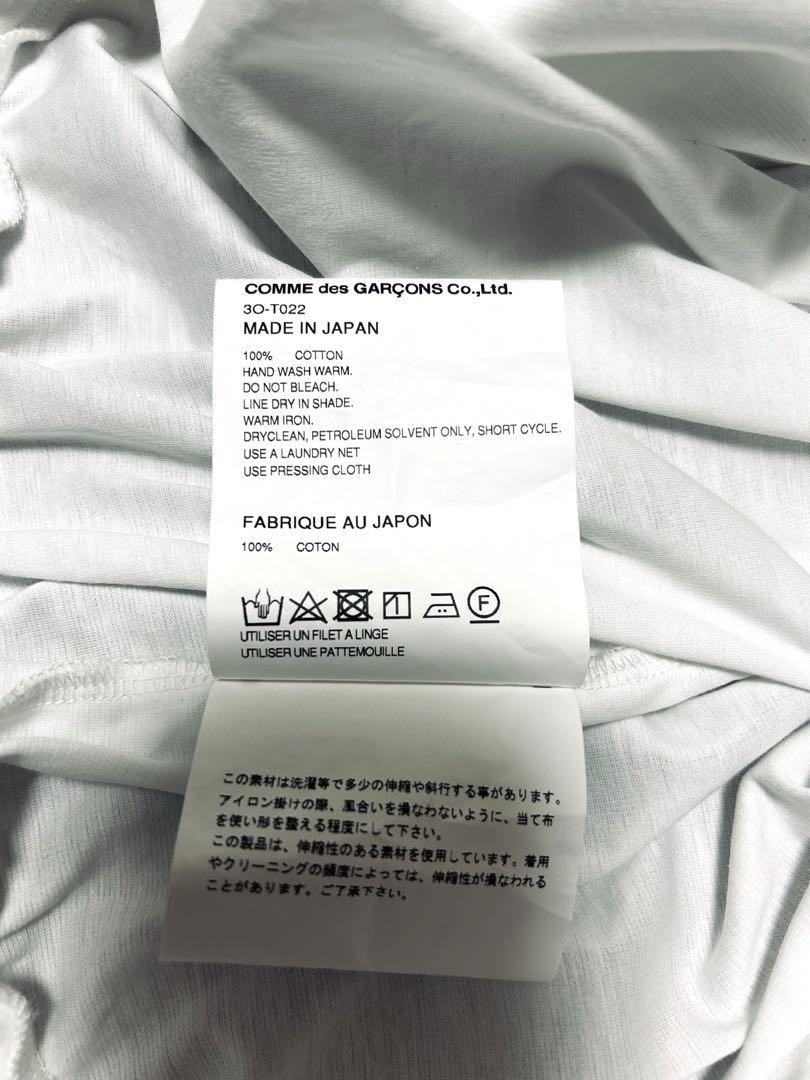 COMME des GARÇONS Co.,Ltd.
3O-T022
MADE IN JAPAN
100% COTTON
HAND WASH WARM.
DO NOT BLEACH.
LINE DRY IN SHADE.
WARM IRON.
DRYCLEAN, PETROLEUM SOLVENT ONLY, SHORT CYCLE.
USE A LAUNDRY NET
USE PRESSING CLOTH
FABRIQUE AU JAPON
100% COTON
F
UTILISER UN FILET A LINGE
UTILISER UNE PATTEMOUILLE
この素材は洗濯等で多少の伸縮や斜行する事があります。
アイロン掛けの際、風合いを損なわないように、当て布
を使い形を整える程度にして下さい。
この製品は、伸縮性のある素材を使用しています。着用
やクリーニングの頻度によっては、伸縮性が損なわれる
ことがあります。ご了承下さい。